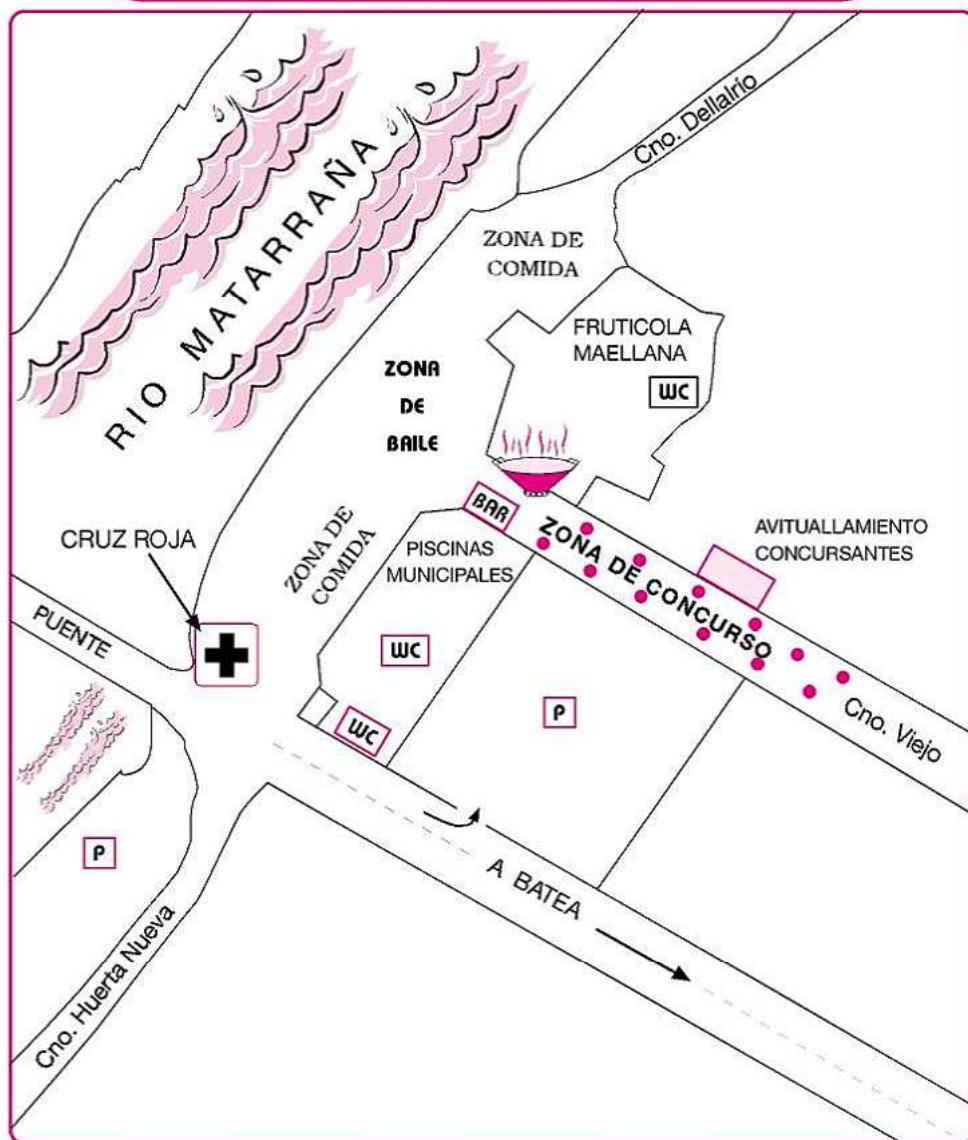 RIO MATARRAÑA
Cno. Dellalrío
ZONA DE
COMIDA
FRUTICOLA
MAELLANA
WC
ZONA
DE
BAILE
BAR
ZONA DE CONCURSO
AVITUALLAMIENTO
CONCURSANTES
CRUZ ROJA
ZONA DE
COMIDA
PISCINAS
MUNICIPALES
PUENTE
WC
WC
P
Cno. Viejo
P
A BATEA
Cno. Huerta Nueva